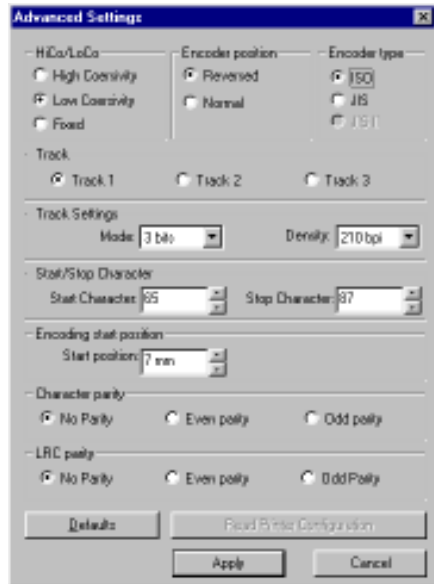 Advanced Settings
HiCo/LoCo
High Coersivity
Low Coersivity
Fixed
Encoder position
Reversed
Normal
Encoder type
ISO
JIS
JIS II
Track
Track 1 Track 2 Track 3
Track Settings
Mode: 3 bits Density: 210 bpi
Start/Stop Character
Start Character: 65 Stop Character: 87
Encoding start position
Start position: 7 mm
Character parity
No Parity Even parity Odd parity
LRC parity
No Parity Even parity Odd Parity
Defaults Read Printer Configuration
Apply Cancel